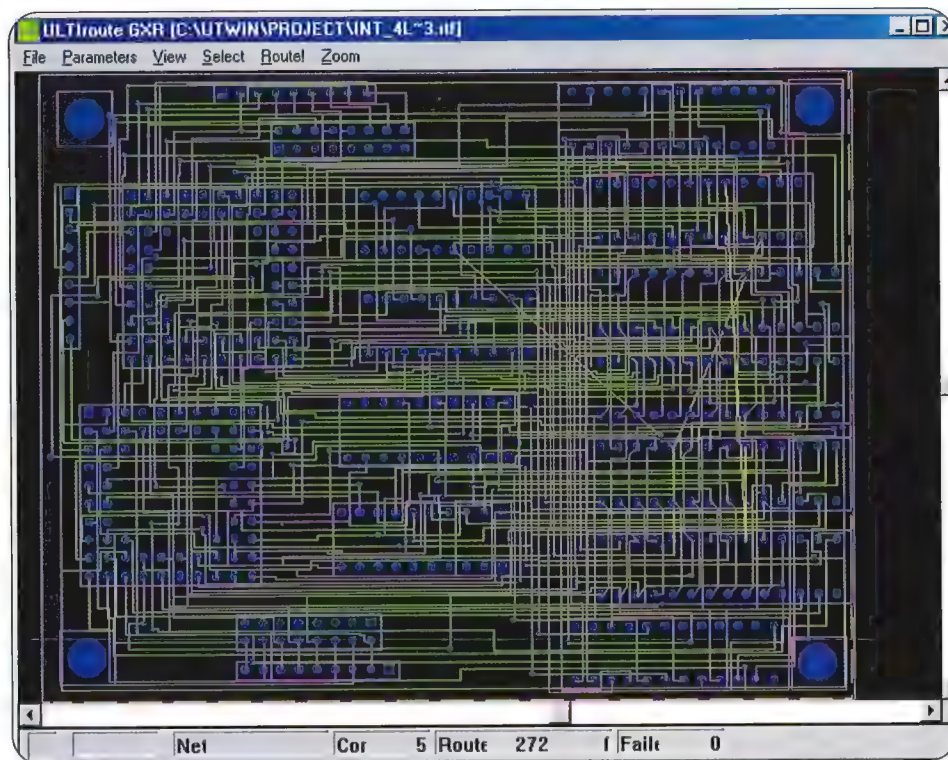 ULTIroute GXR [C:\UTWIN\PROJECT\INT_4L~3.itf]
File Parameters View Select Route! Zoom
Net Cor 5 Route 272 f Faile 0